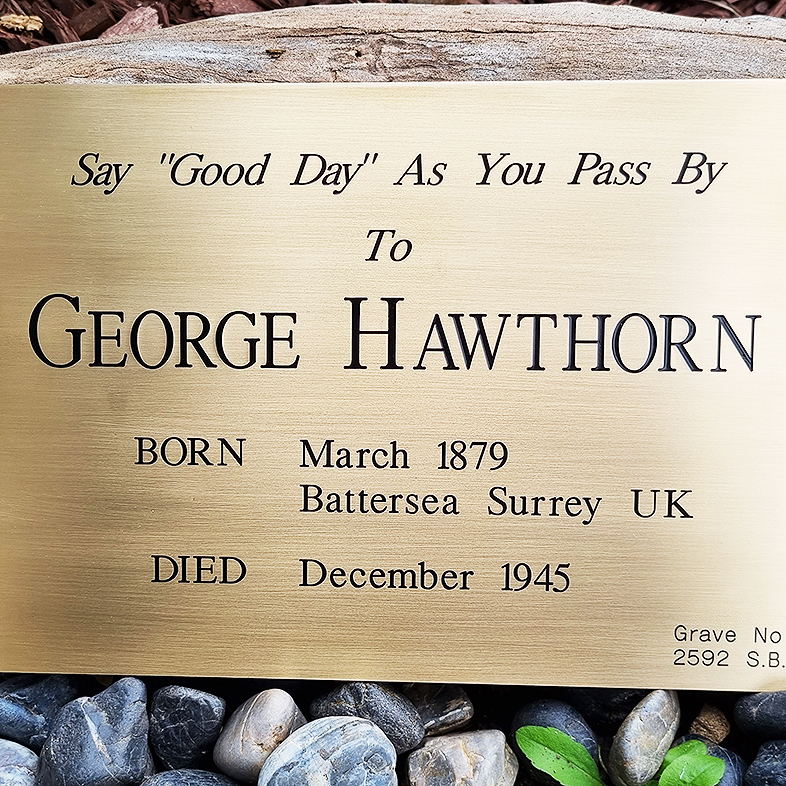 Say "Good Day" As You Pass By
To
GEORGE HAWTHORN
BORN March 1879
Battersea Surrey UK
DIED December 1945
Grave No
2592 S.B.